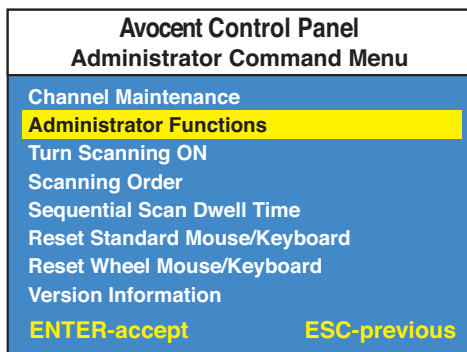 Avocent Control Panel
Administrator Command Menu
Channel Maintenance
Administrator Functions
Turn Scanning ON
Scanning Order
Sequential Scan Dwell Time
Reset Standard Mouse/Keyboard
Reset Wheel Mouse/Keyboard
Version Information
ENTER-accept ESC-previous